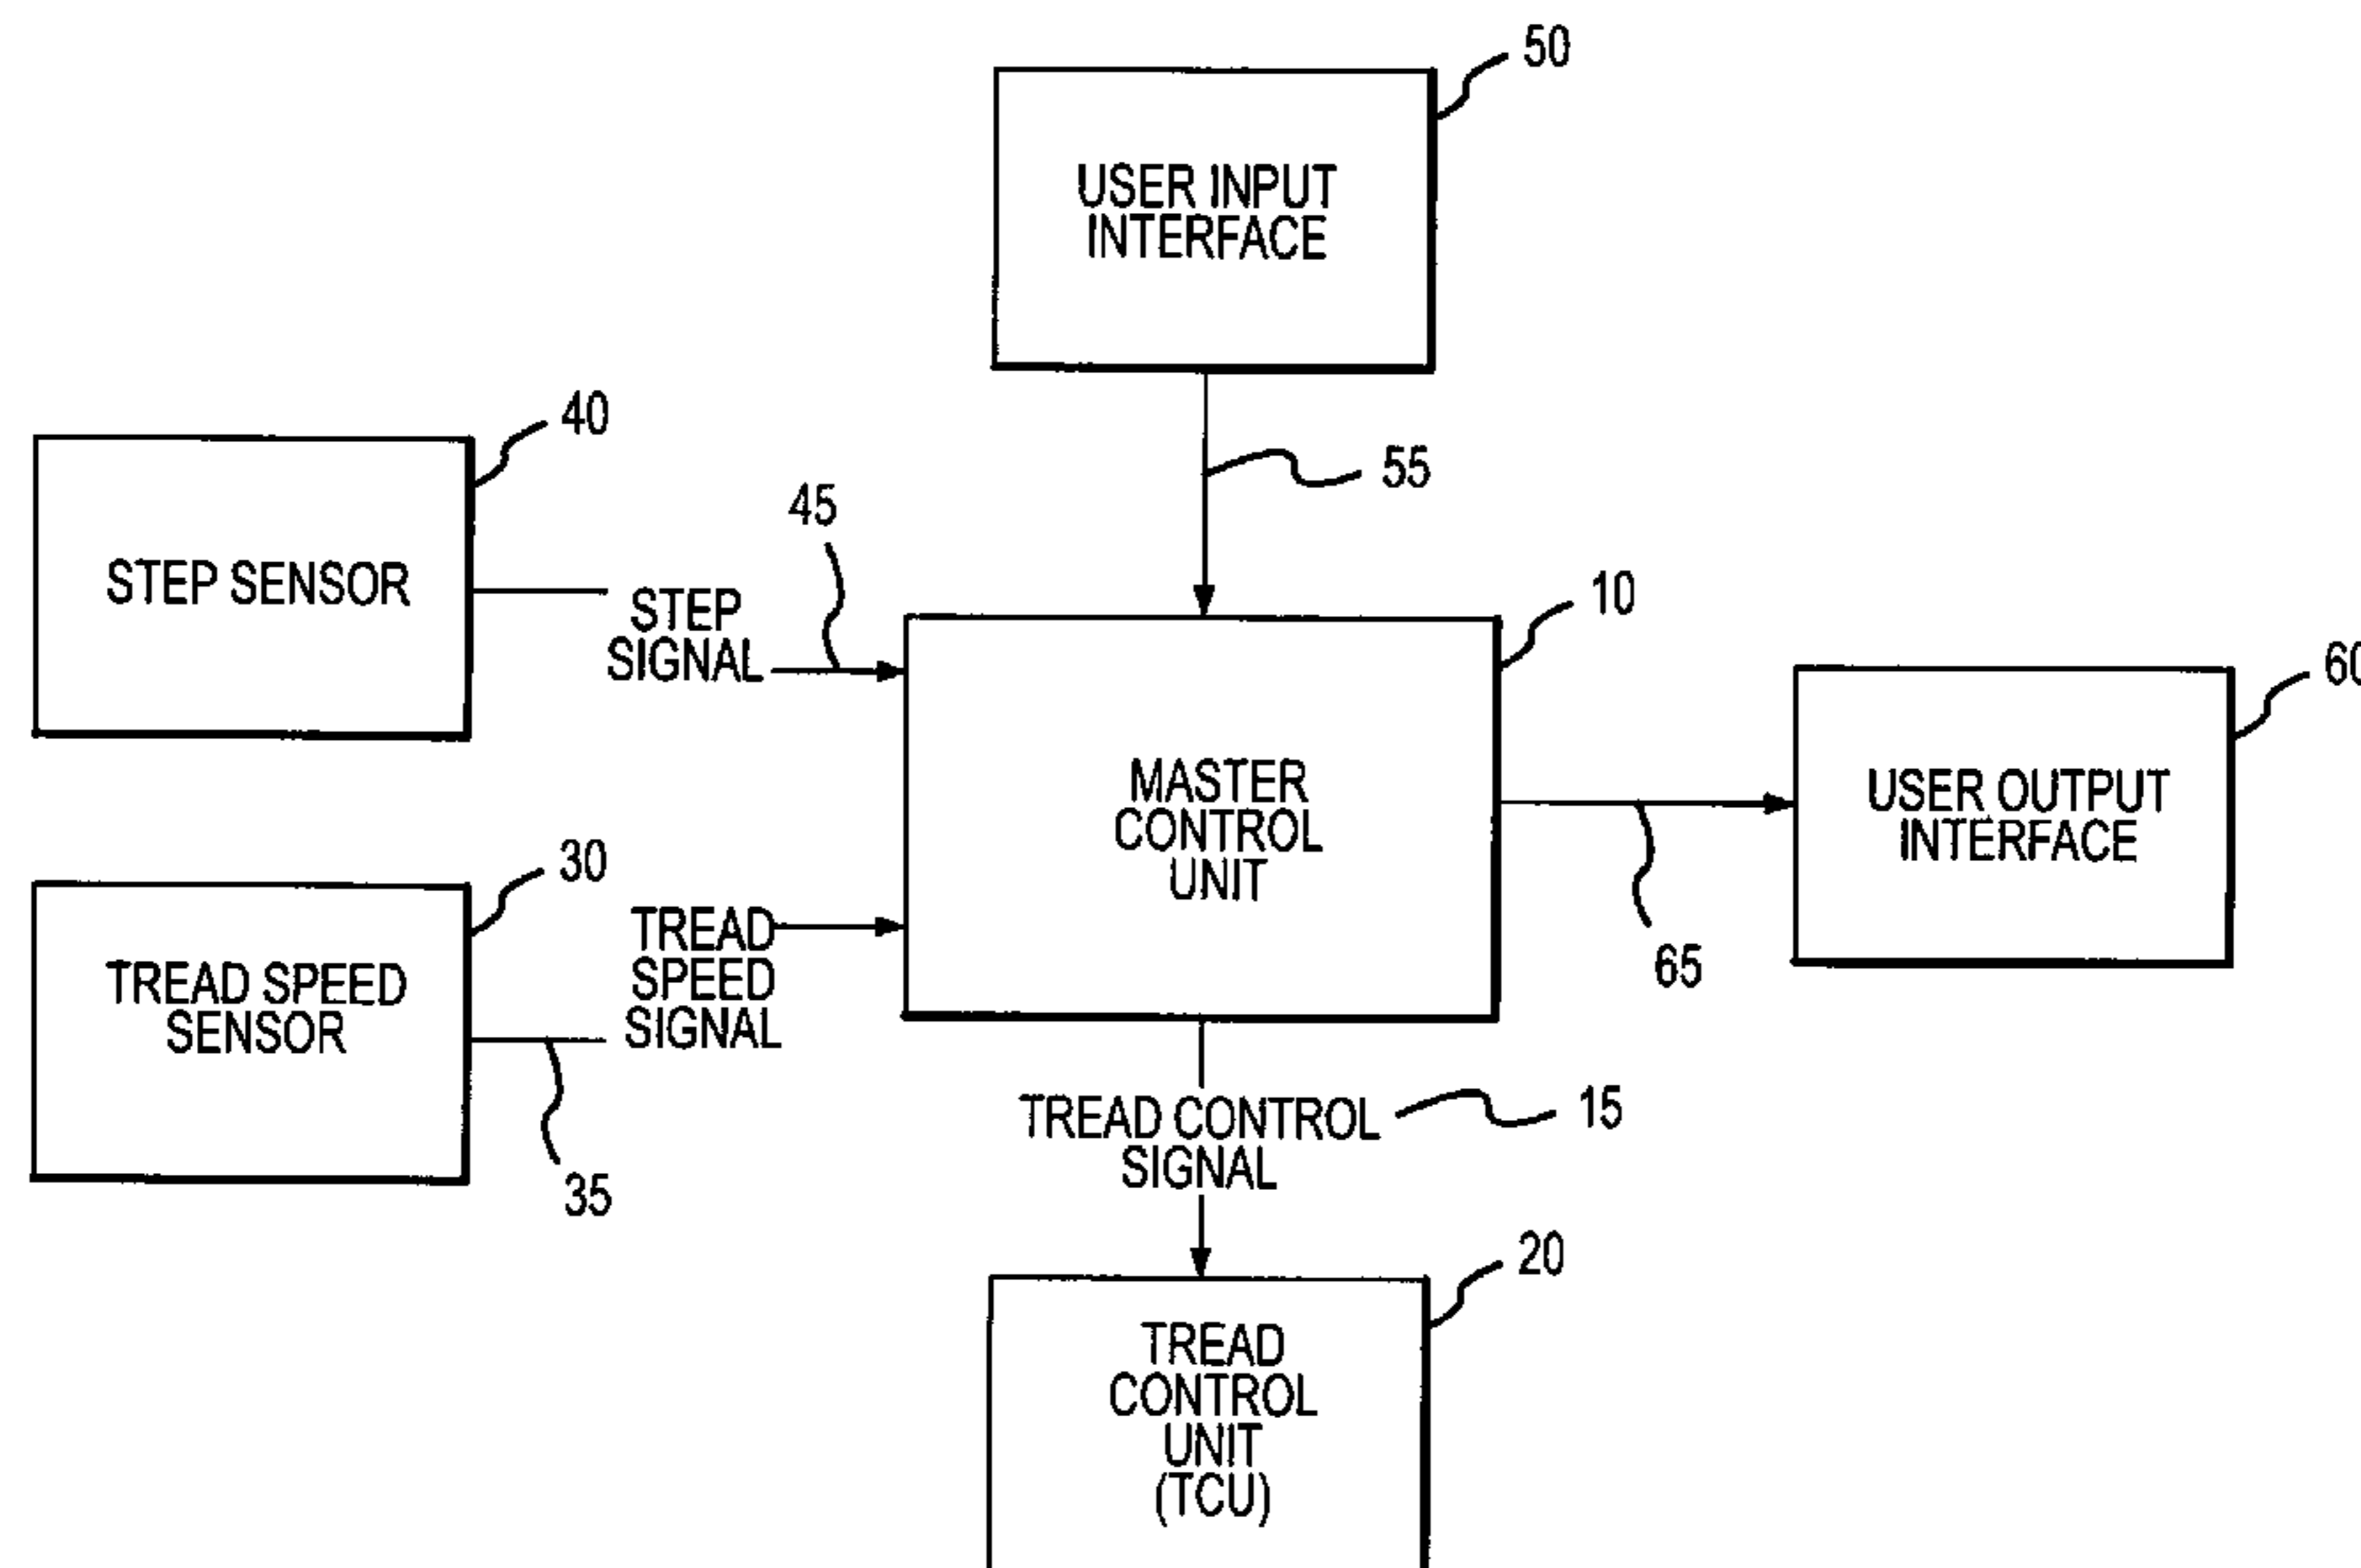 50
USER INPUT
INTERFACE
40
55
45
STEP SENSOR
STEP
SIGNAL
10
60
MASTER
CONTROL
UNIT
USER OUTPUT
INTERFACE
30
TREAD
SPEED
SIGNAL
65
TREAD SPEED
SENSOR
35
TREAD CONTROL
SIGNAL
15
20
TREAD
CONTROL
UNIT
(TCU)